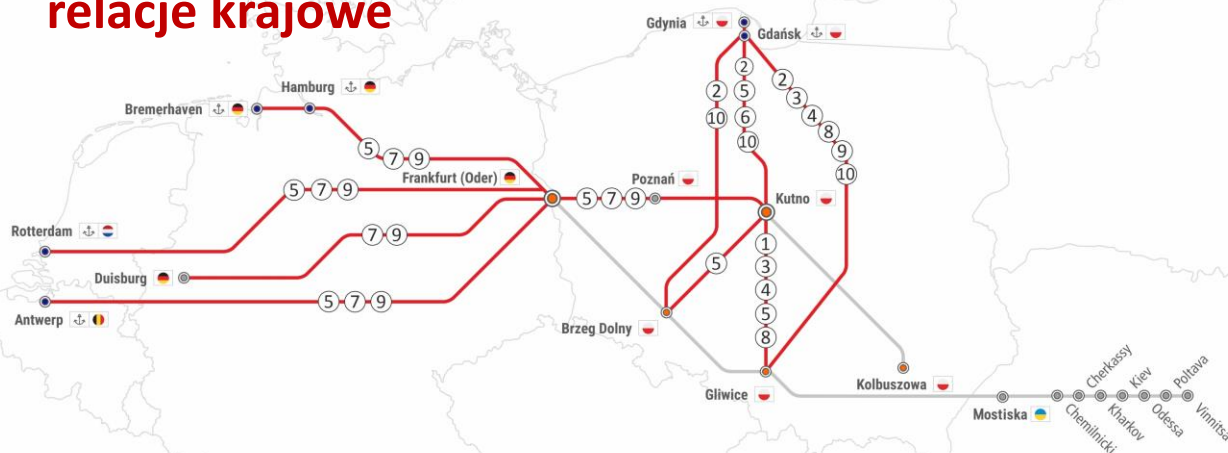 relacje krajowe
Gdynia
Gdańsk
Hamburg
Bremerhaven
2
2
5
6
10
2
3
4
8
9
10
2
10
5 7 9
Frankfurt (Oder)
Poznań
5 7 9
5 7 9
Kutno
Rotterdam
7 9
Duisburg
5
1
3
4
5
8
5 7 9
Antwerp
Brzeg Dolny
Gliwice
Kolbuszowa
Mostiska
Chemilnicki
Cherkassy
Kharkov
Kiev
Odessa
Poltava
Vinnitsa